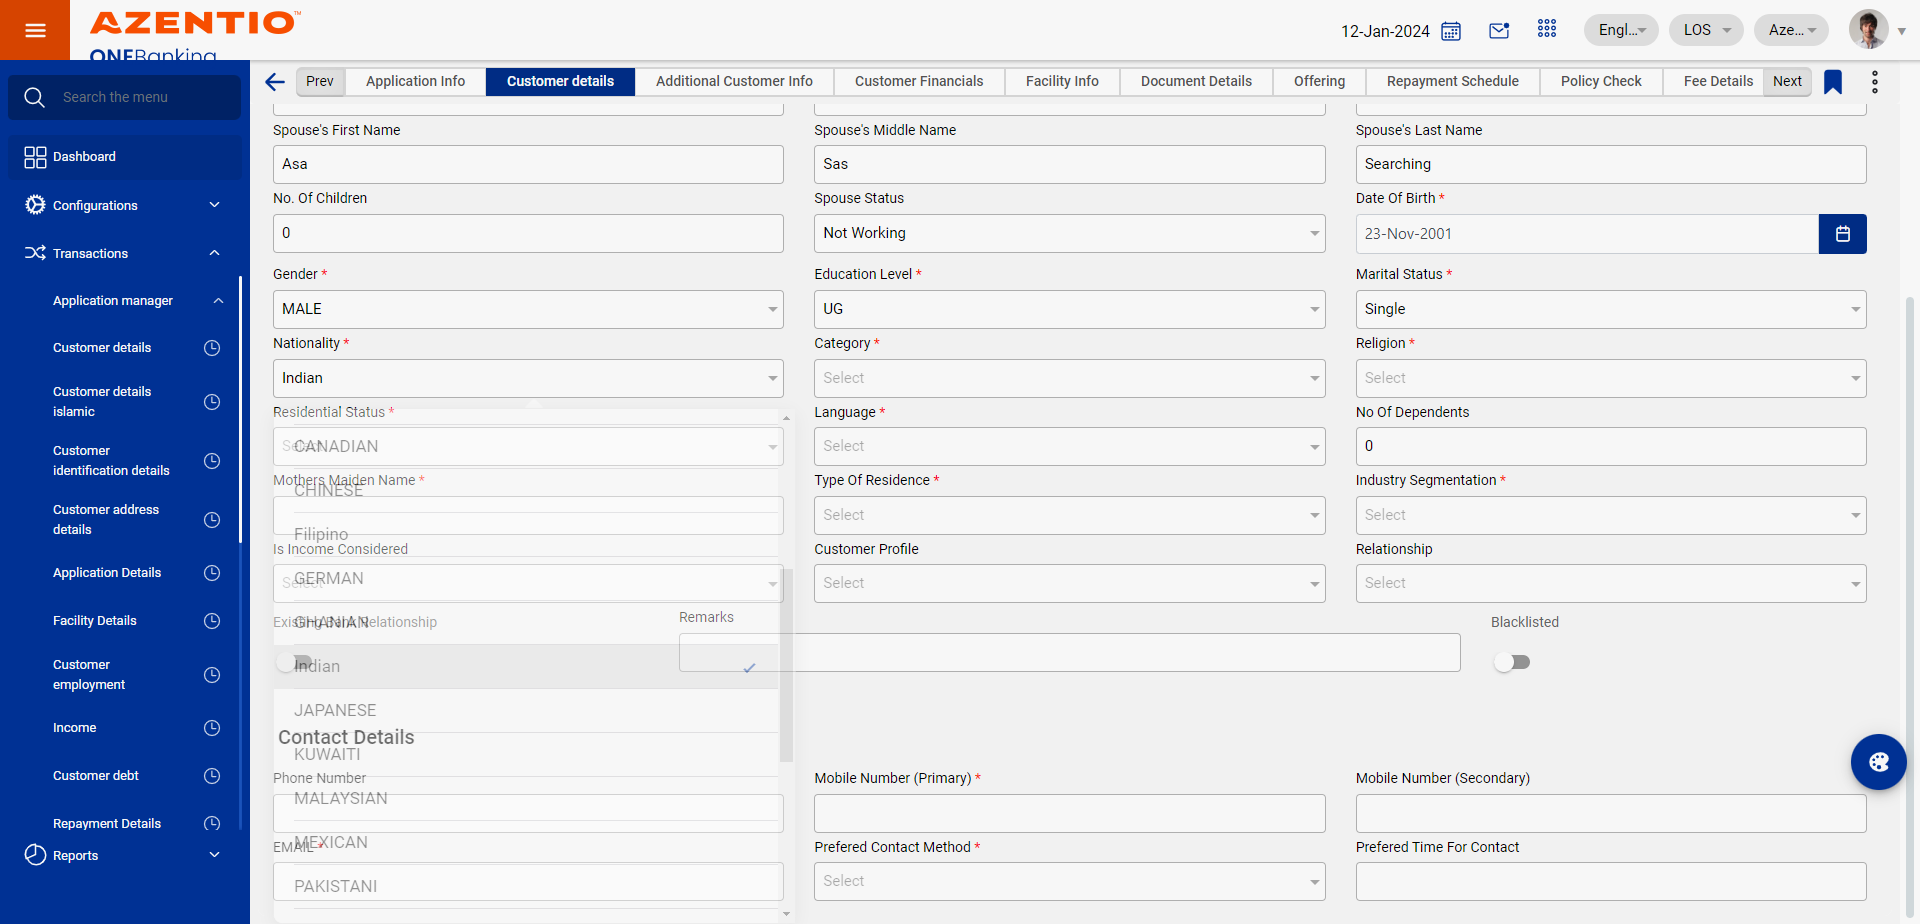 AZENTIO™
ONEBanking
12-Jan-2024
Engl...
LOS
Aze...
Search the menu
Prev
Application Info
Customer details
Additional Customer Info
Customer Financials
Facility Info
Document Details
Offering
Repayment Schedule
Policy Check
Fee Details
Next
Dashboard
Configurations
Transactions
Application manager
Customer details
Customer details
islamic
Customer
identification details
Customer address
details
Application Details
Facility Details
Customer
employment
Income
Customer debt
Repayment Details
Reports
Spouse's First Name
Spouse's Middle Name
Spouse's Last Name
Asa
Sas
Searching
No. Of Children
Spouse Status
Date Of Birth *
0
Not Working
23-Nov-2001
Gender *
Education Level *
Marital Status *
MALE
UG
Single
Nationality *
Category *
Religion *
Indian
Select
Select
Residential Status *
Language *
No Of Dependents
Select
CANADIAN
Select
0
Mothers Maiden Name *
CHINESE
Type Of Residence *
Industry Segmentation *
Select
Select
Filipino
Is Income Considered
Customer Profile
Relationship
Select
GERMAN
Select
Select
Existing Bank Relationship
GHANIAN
Remarks
Blacklisted
Indian
JAPANESE
Contact Details
KUWAITI
Phone Number
Mobile Number (Primary) *
Mobile Number (Secondary)
MALAYSIAN
MEXICAN
EMAIL *
Prefered Contact Method *
Prefered Time For Contact
PAKISTANI
Select